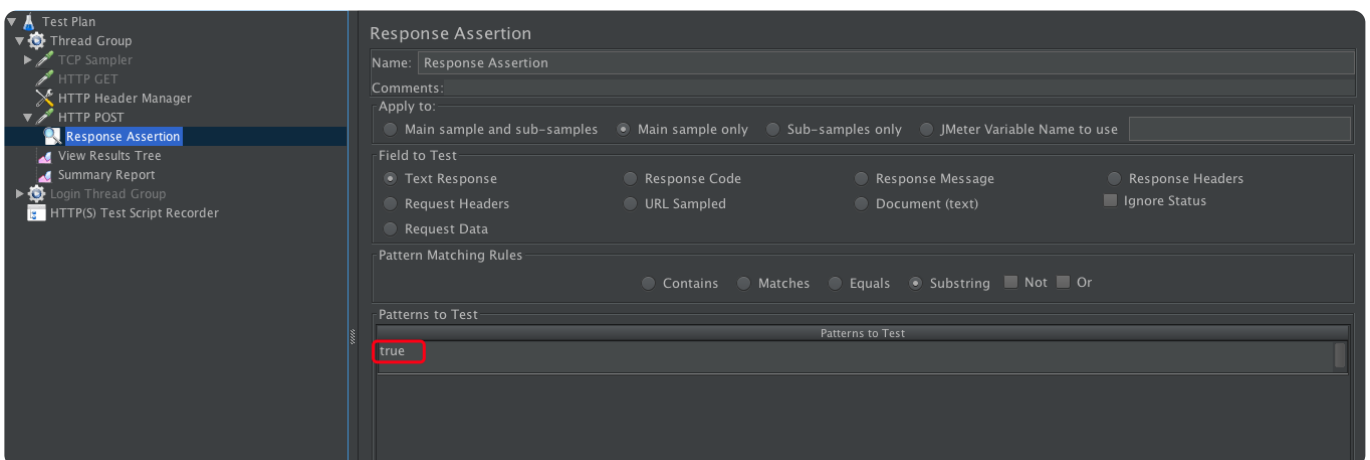 Test Plan
Thread Group
TCP Sampler
HTTP GET
HTTP Header Manager
HTTP POST
Response Assertion
View Results Tree
Summary Report
Login Thread Group
HTTP(S) Test Script Recorder
Response Assertion
Name: Response Assertion
Comments:
Apply to:
Main sample and sub-samples Main sample only Sub-samples only JMeter Variable Name to use
Field to Test
Text Response Response Code Response Message Response Headers
Request Headers URL Sampled Document (text) Ignore Status
Request Data
Pattern Matching Rules
Contains Matches Equals Substring Not Or
Patterns to Test
Patterns to Test
true